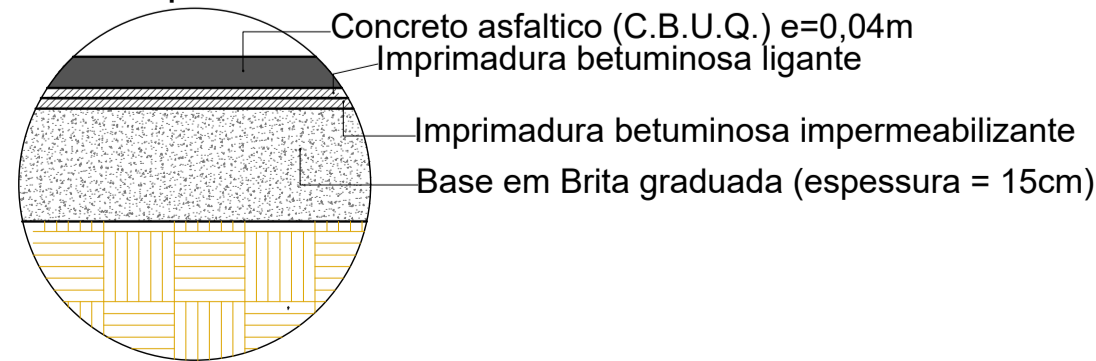 Concreto asfaltico (C.B.U.Q.) e=0,04m
Imprimadura betuminosa ligante
Imprimadura betuminosa impermeabilizante
Base em Brita graduada (espessura = 15cm)